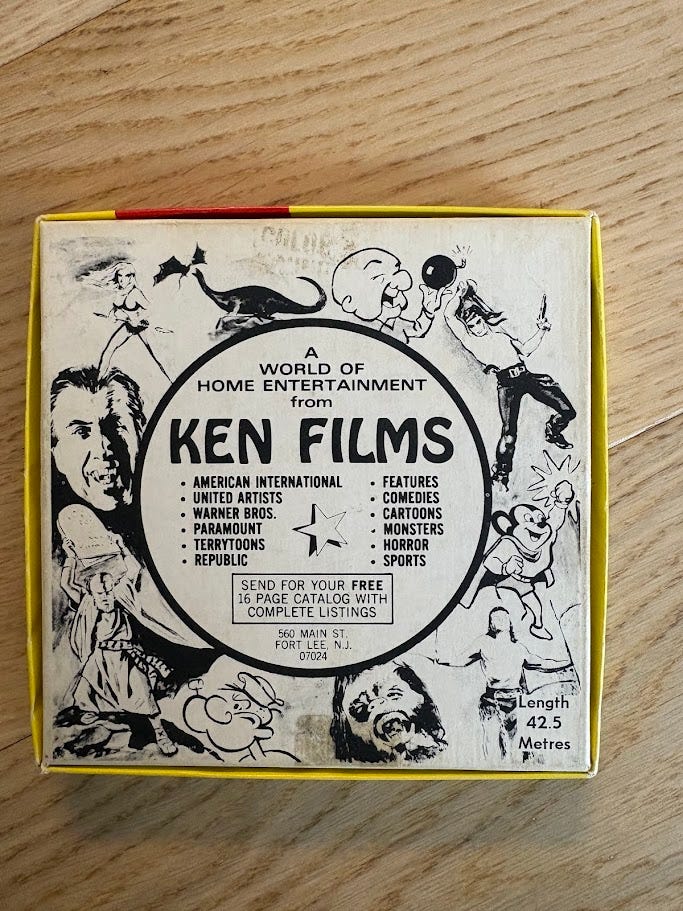 A
WORLD OF
HOME ENTERTAINMENT
from
KEN FILMS
• AMERICAN INTERNATIONAL
• UNITED ARTISTS
• WARNER BROS.
• PARAMOUNT
• TERRYTOONS
• REPUBLIC
• FEATURES
• COMEDIES
• CARTOONS
• MONSTERS
• HORROR
• SPORTS
SEND FOR YOUR FREE
16 PAGE CATALOG WITH
COMPLETE LISTINGS
560 MAIN ST.
FORT LEE, N.J.
07024
Length
42.5
Metres